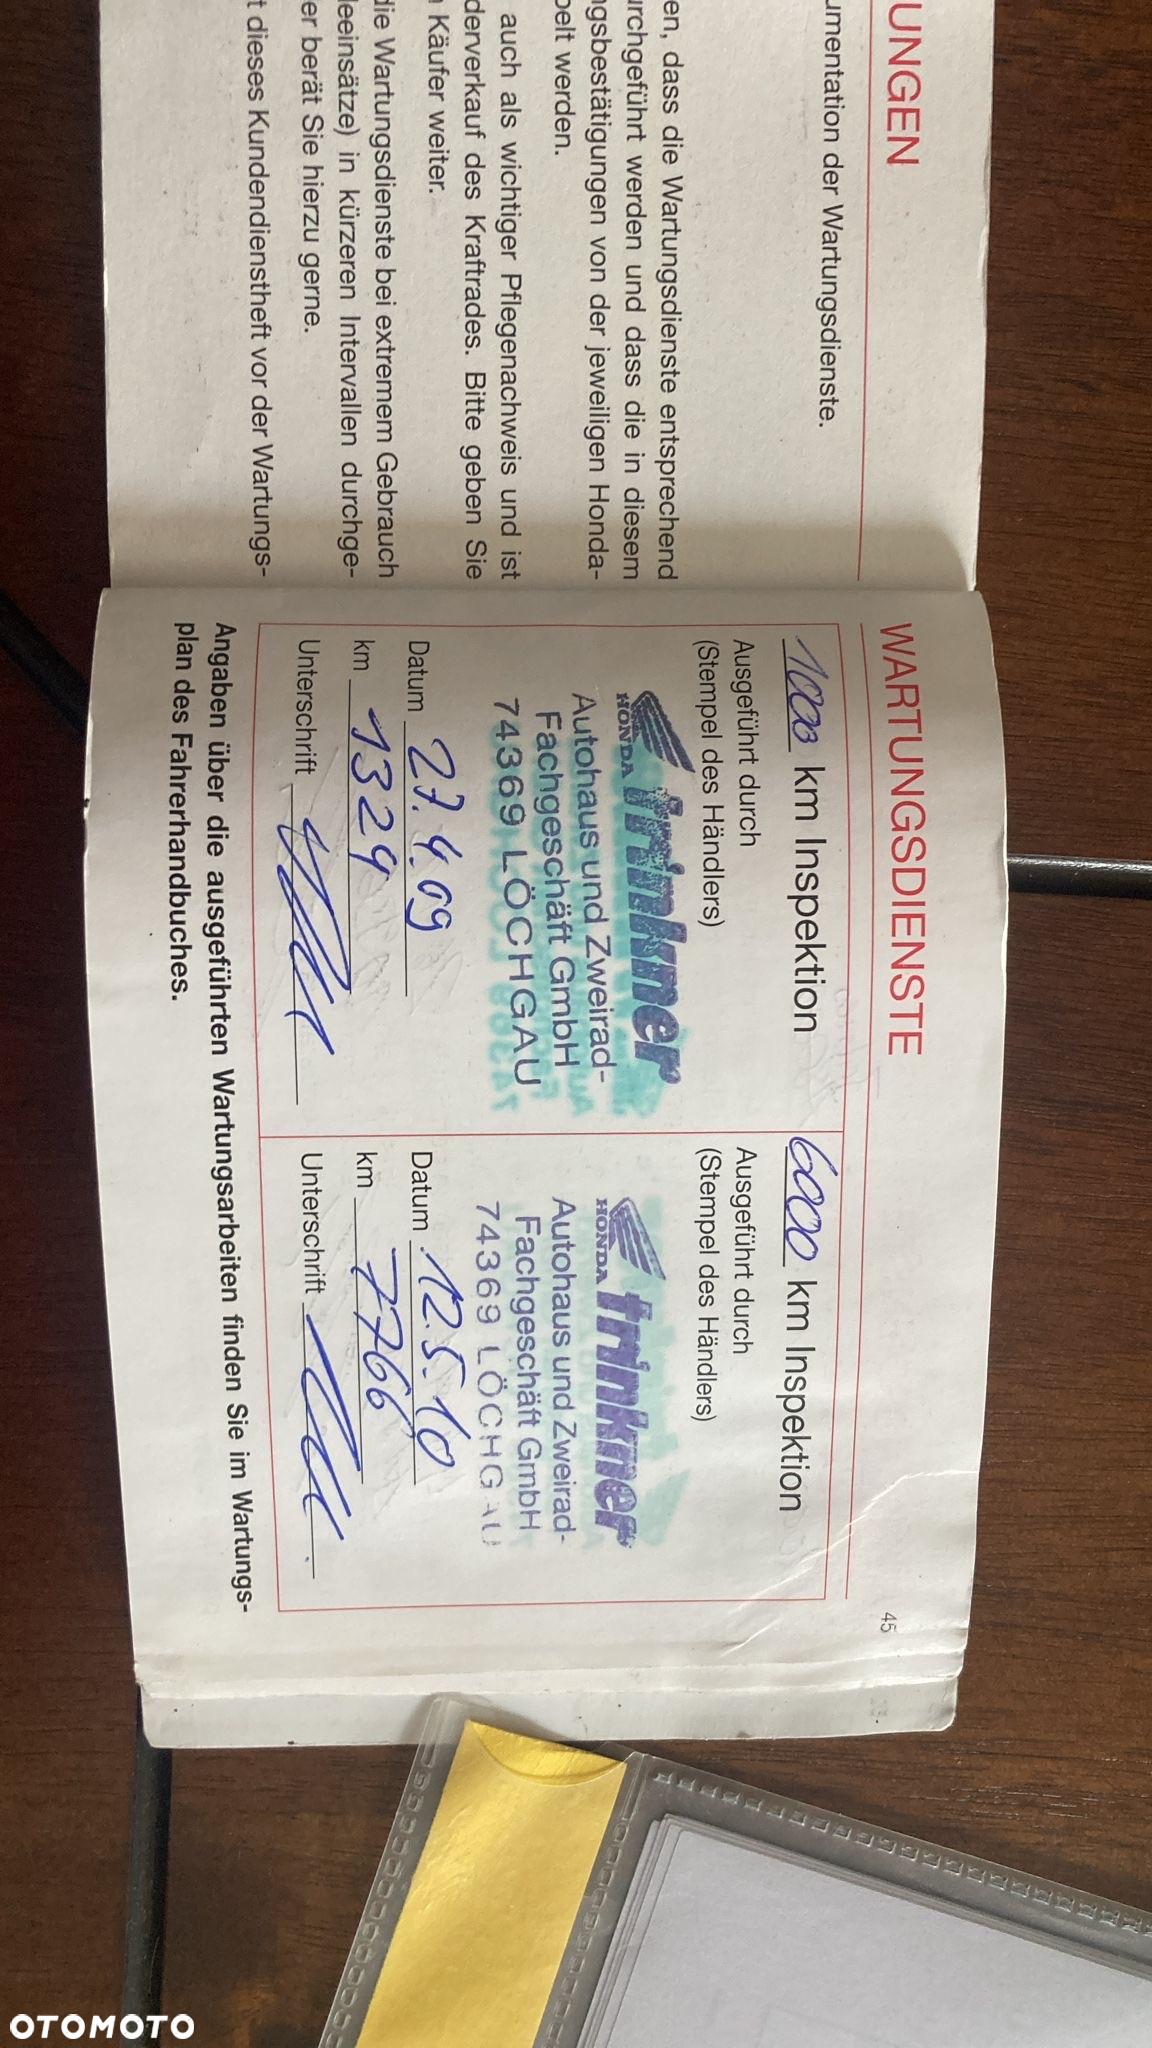 UNGEN
umentation der Wartungsdienste.
en, dass die Wartungsdienste entsprechend
urchgeführt werden und dass die in diesem
ngsbestätigungen von der jeweiligen Honda-
pelt werden.
auch als wichtiger Pflegenachweis und ist
derverkauf des Kraftrades. Bitte geben Sie
n Käufer weiter.
die Wartungsdienste bei extremem Gebrauch
leeinsätze) in kürzeren Intervallen durchge-
er berät Sie hierzu gerne.
t dieses Kundendienstheft vor der Wartungs-
WARTUNGSDIENSTE
45
1000 km Inspektion
Ausgeführt durch
(Stempel des Händlers)
HONDA trinkner
Autohaus und Zweirad-
Fachgeschäft GmbH
74369 LÖCHGAU
Datum 27.4.09
km 1324
Unterschrift
6000 km Inspektion
Ausgeführt durch
(Stempel des Händlers)
HONDA trinkner
Autohaus und Zweirad-
Fachgeschäft GmbH
74369 LÖCHGAU
Datum 12.5.10
km 7766
Unterschrift
Angaben über die ausgeführten Wartungsarbeiten finden Sie im Wartungs-
plan des Fahrerhandbuches.
OTOMOTO